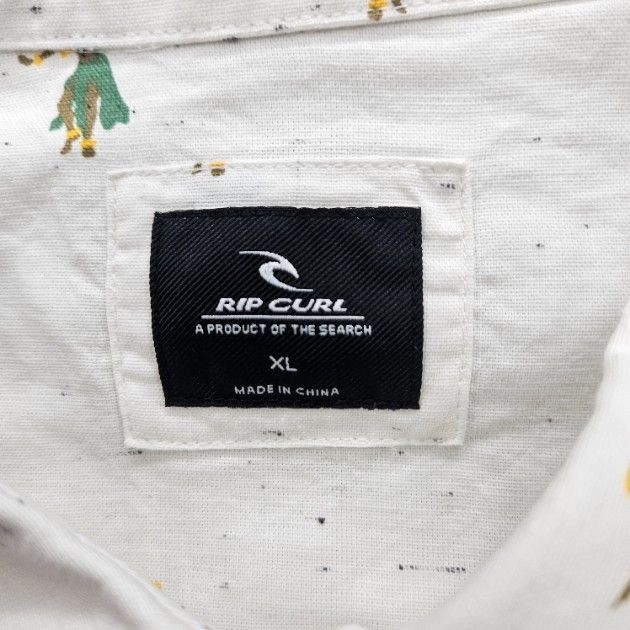 RIP CURL
A PRODUCT OF THE SEARCH
XL
MADE IN CHINA